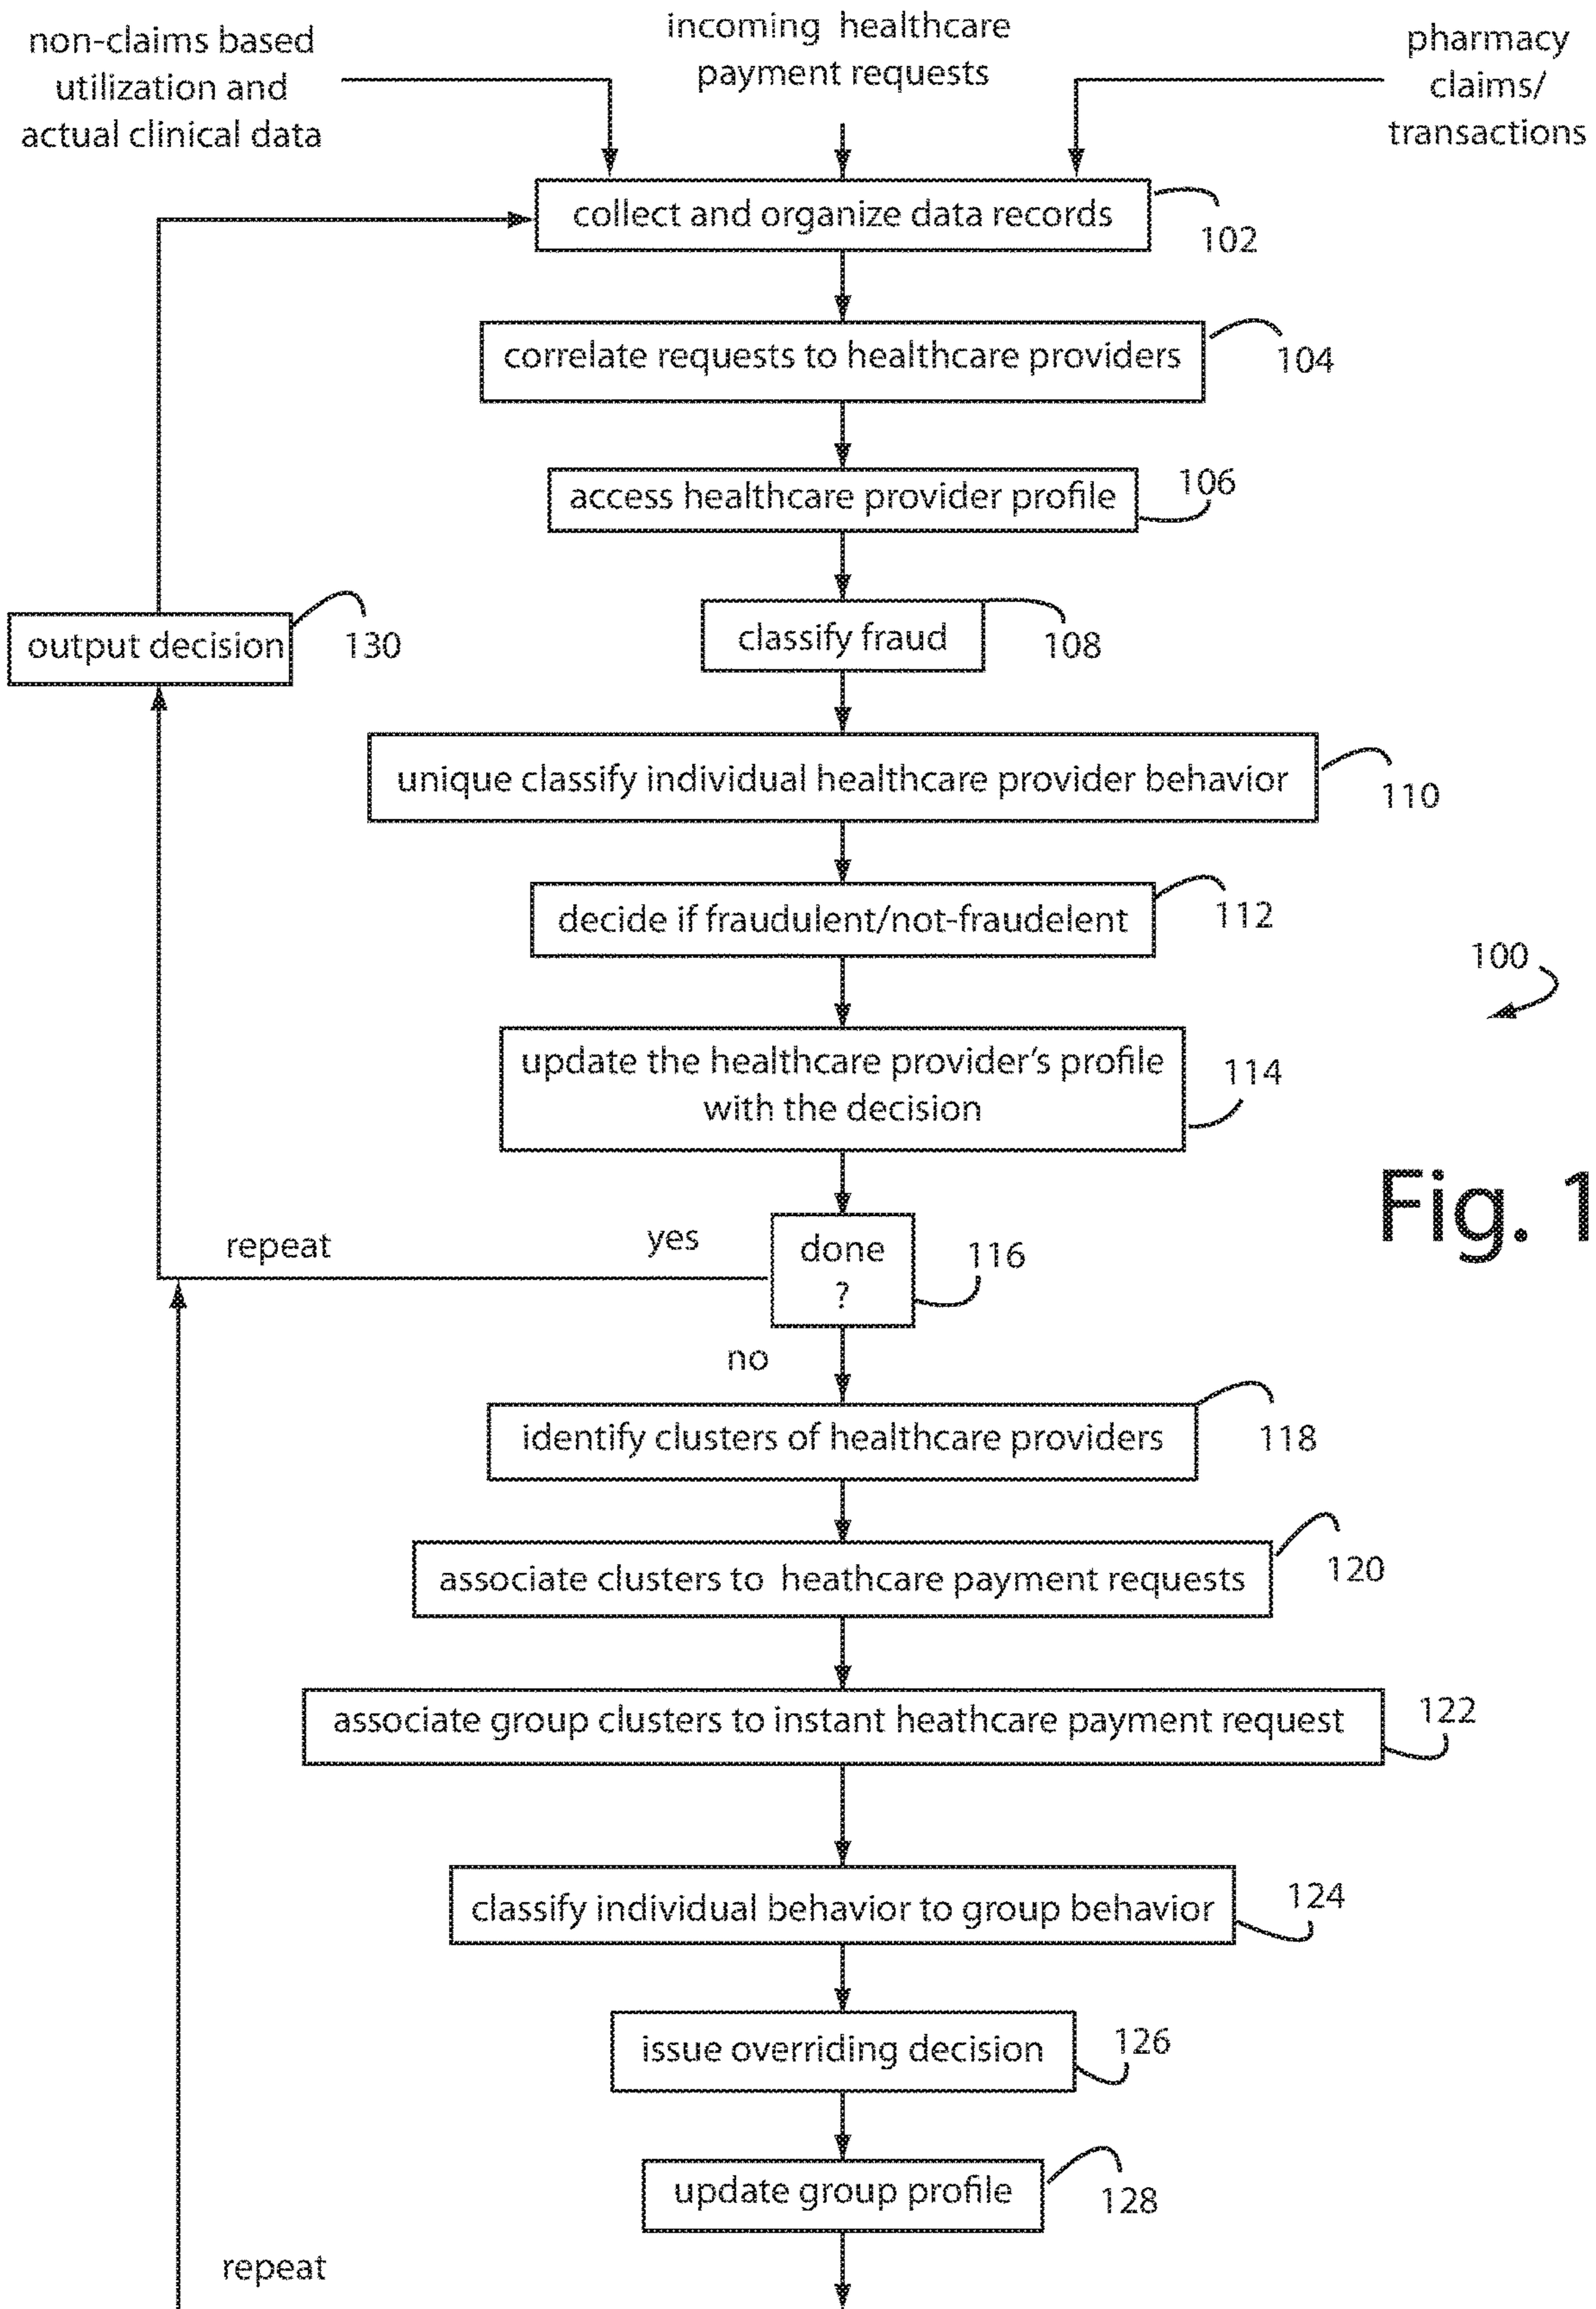 non-claims based
utilization and
actual clinical data
incoming healthcare
payment requests
pharmacy
claims/
transactions
collect and organize data records
102
correlate requests to healthcare providers
104
access healthcare provider profile
106
classify fraud
108
output decision
130
unique classify individual healthcare provider behavior
110
decide if fraudulent/not-fraudelent
112
100
update the healthcare provider's profile
with the decision
114
Fig. 1
repeat
yes
done
?
116
no
identify clusters of healthcare providers
118
associate clusters to heathcare payment requests
120
associate group clusters to instant heathcare payment request
122
classify individual behavior to group behavior
124
issue overriding decision
126
update group profile
128
repeat